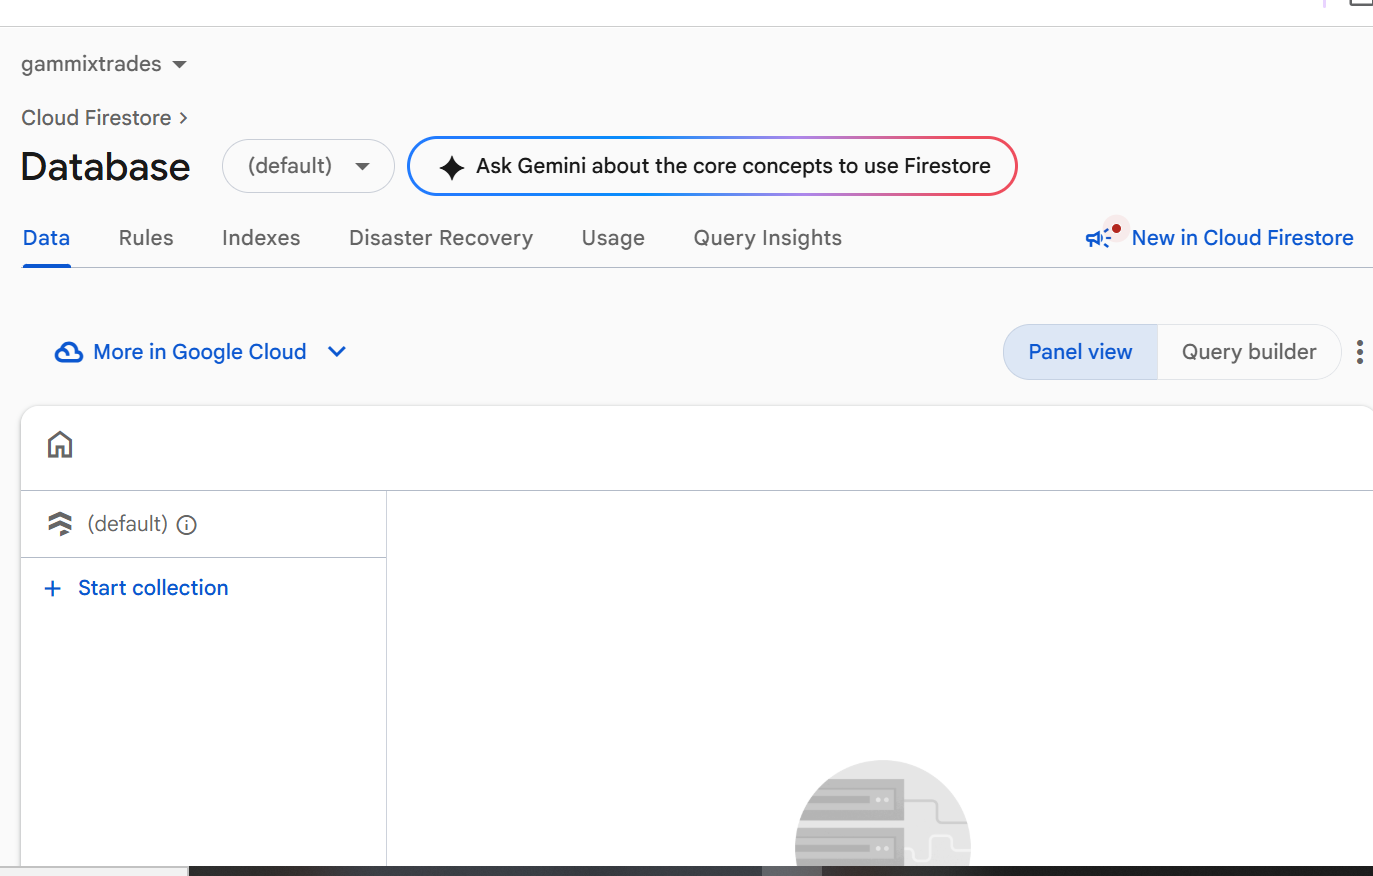 gammixtrades
Cloud Firestore
Database
(default)
Ask Gemini about the core concepts to use Firestore
Data
Rules
Indexes
Disaster Recovery
Usage
Query Insights
New in Cloud Firestore
More in Google Cloud
Panel view
Query builder
(default)
+ Start collection